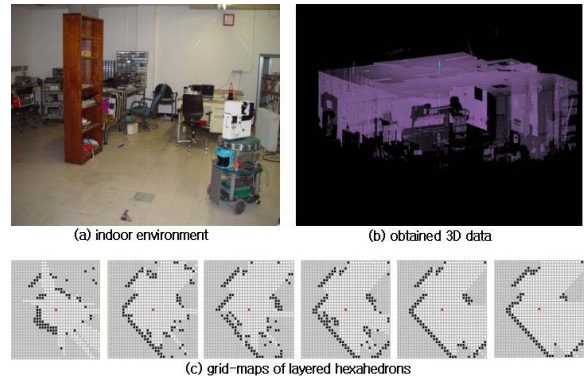 (a) indoor environment
(b) obtained 3D data
(c) grid-maps of layered hexahedrons